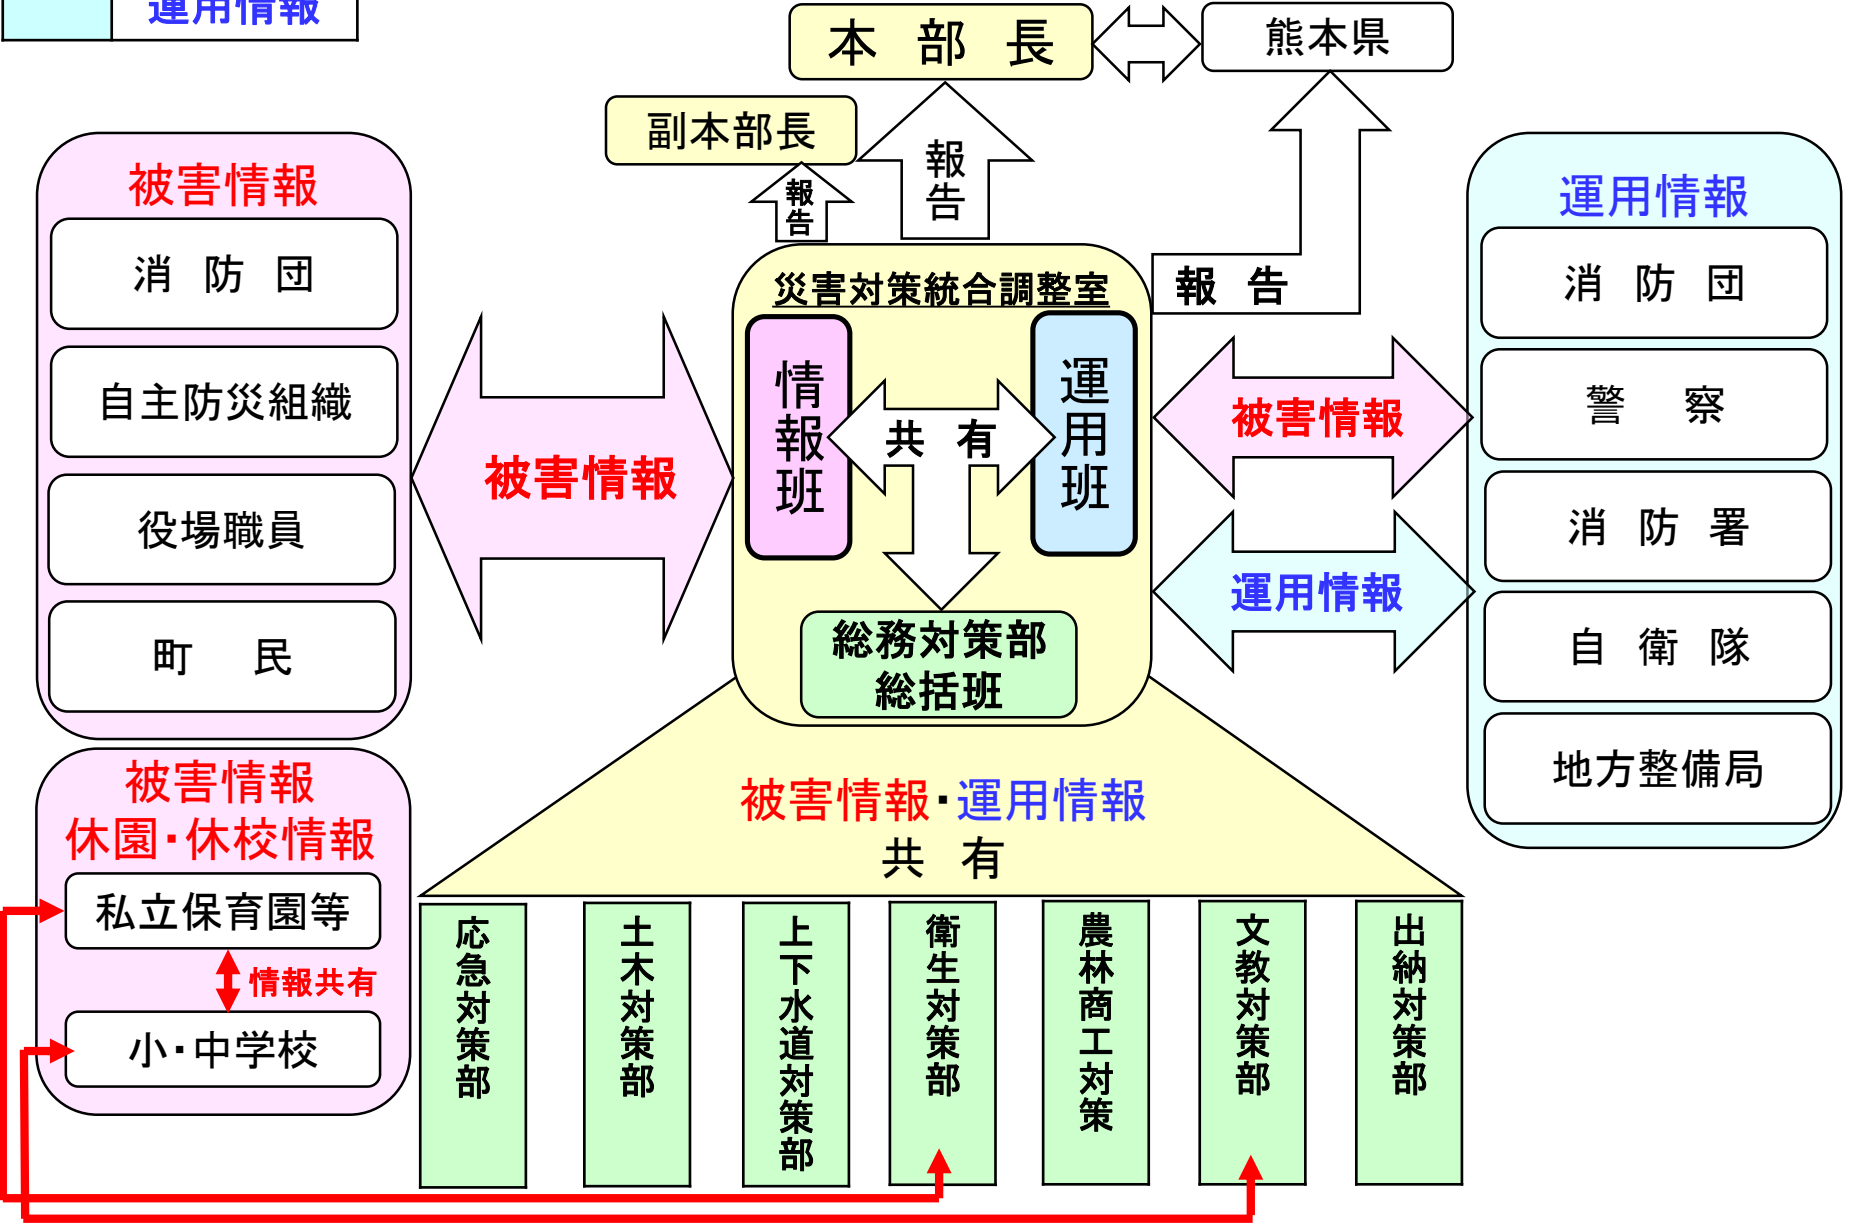 運用情報
本 部 長
熊本県
副本部長
報告
報告
報 告
被害情報
消 防 団
自主防災組織
役場職員
町 民
被害情報
災害対策統合調整室
情報班
共 有
運用班
総務対策部
総括班
被害情報
運用情報
運用情報
消 防 団
警 察
消 防 署
自 衛 隊
地方整備局
被害情報
休園・休校情報
私立保育園等
情報共有
小・中学校
被害情報・運用情報
共 有
応急対策部
土木対策部
上下水道対策部
衛生対策部
農林商工対策
文教対策部
出納対策部